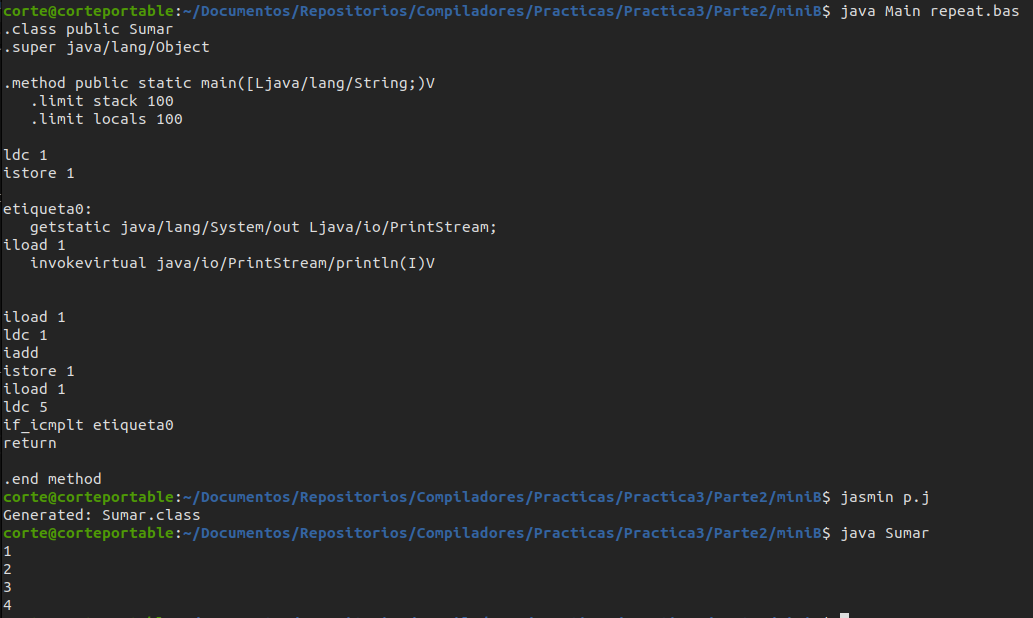 corte@corteportable:~/Documentos/Repositorios/Compiladores/Practicas/Practica3/Parte2/miniB$ java Main repeat.bas
.class public Sumar
.super java/lang/Object
.method public static main([Ljava/lang/String;)V
.limit stack 100
.limit locals 100
ldc 1
istore 1
etiqueta0:
getstatic java/lang/System/out Ljava/io/PrintStream;
iload 1
invokevirtual java/io/PrintStream/println(I)V
iload 1
ldc 1
iadd
istore 1
iload 1
ldc 5
if_icmplt etiqueta0
return
.end method
corte@corteportable:~/Documentos/Repositorios/Compiladores/Practicas/Practica3/Parte2/miniB$ jasmin p.j
Generated: Sumar.class
corte@corteportable:~/Documentos/Repositorios/Compiladores/Practicas/Practica3/Parte2/miniB$ java Sumar
1
2
3
4